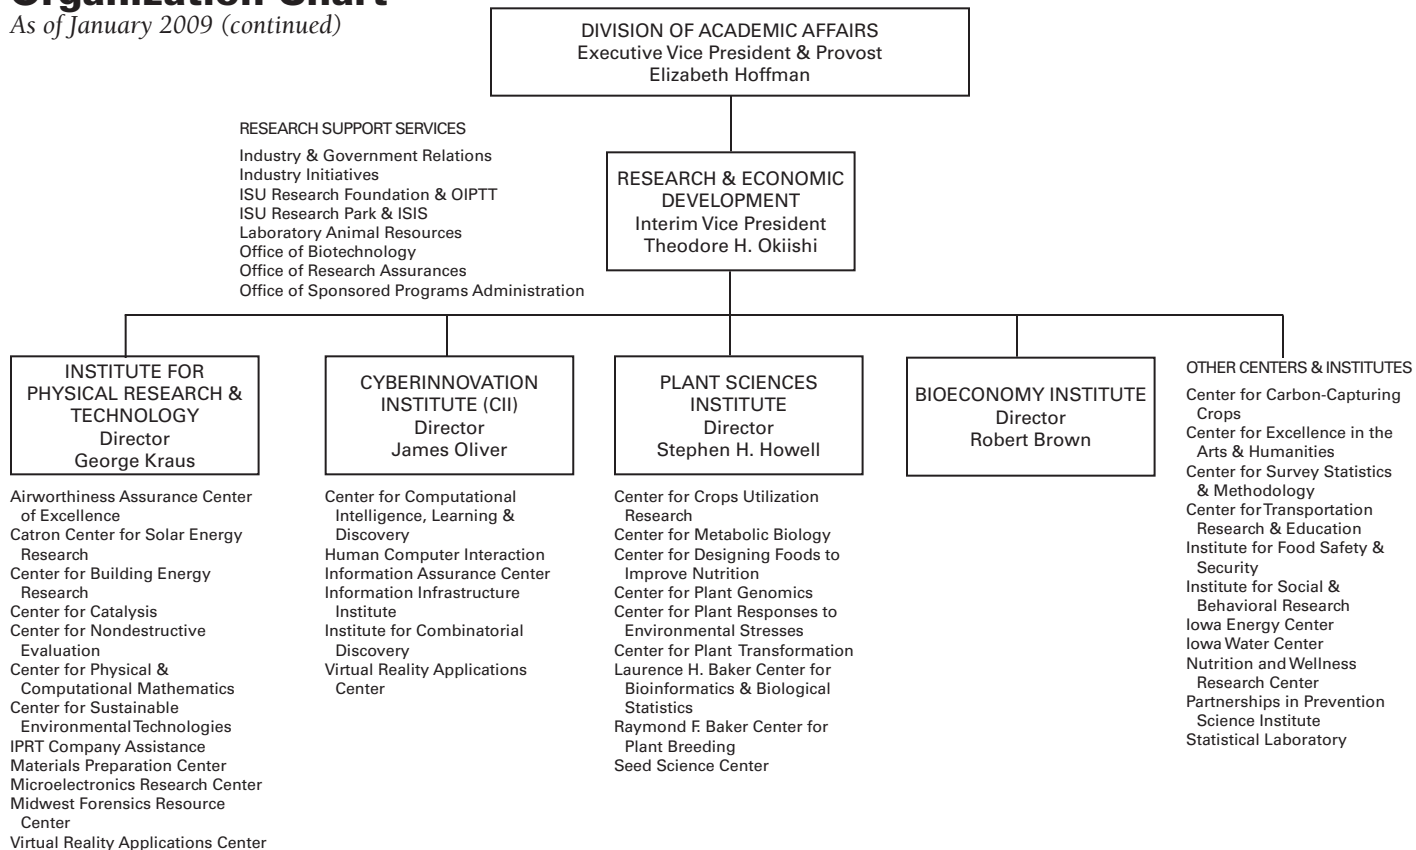 Organization Chart
As of January 2009 (continued)
DIVISION OF ACADEMIC AFFAIRS
Executive Vice President & Provost
Elizabeth Hoffman
RESEARCH SUPPORT SERVICES
Industry & Government Relations
Industry Initiatives
ISU Research Foundation & OIPTT
ISU Research Park & ISIS
Laboratory Animal Resources
Office of Biotechnology
Office of Research Assurances
Office of Sponsored Programs Administration
RESEARCH & ECONOMIC
DEVELOPMENT
Interim Vice President
Theodore H. Okiishi
INSTITUTE FOR
PHYSICAL RESEARCH &
TECHNOLOGY
Director
George Kraus
Airworthiness Assurance Center
of Excellence
Catron Center for Solar Energy
Research
Center for Building Energy
Research
Center for Catalysis
Center for Nondestructive
Evaluation
Center for Physical &
Computational Mathematics
Center for Sustainable
Environmental Technologies
IPRT Company Assistance
Materials Preparation Center
Microelectronics Research Center
Midwest Forensics Resource
Center
Virtual Reality Applications Center
CYBERINNOVATION
INSTITUTE (CII)
Director
James Oliver
Center for Computational
Intelligence, Learning &
Discovery
Human Computer Interaction
Information Assurance Center
Information Infrastructure
Institute
Institute for Combinatorial
Discovery
Virtual Reality Applications
Center
PLANT SCIENCES
INSTITUTE
Director
Stephen H. Howell
Center for Crops Utilization
Research
Center for Metabolic Biology
Center for Designing Foods to
Improve Nutrition
Center for Plant Genomics
Center for Plant Responses to
Environmental Stresses
Center for Plant Transformation
Laurence H. Baker Center for
Bioinformatics & Biological
Statistics
Raymond F. Baker Center for
Plant Breeding
Seed Science Center
BIOECONOMY INSTITUTE
Director
Robert Brown
OTHER CENTERS & INSTITUTES
Center for Carbon-Capturing
Crops
Center for Excellence in the
Arts & Humanities
Center for Survey Statistics
& Methodology
Center for Transportation
Research & Education
Institute for Food Safety &
Security
Institute for Social &
Behavioral Research
Iowa Energy Center
Iowa Water Center
Nutrition and Wellness
Research Center
Partnerships in Prevention
Science Institute
Statistical Laboratory